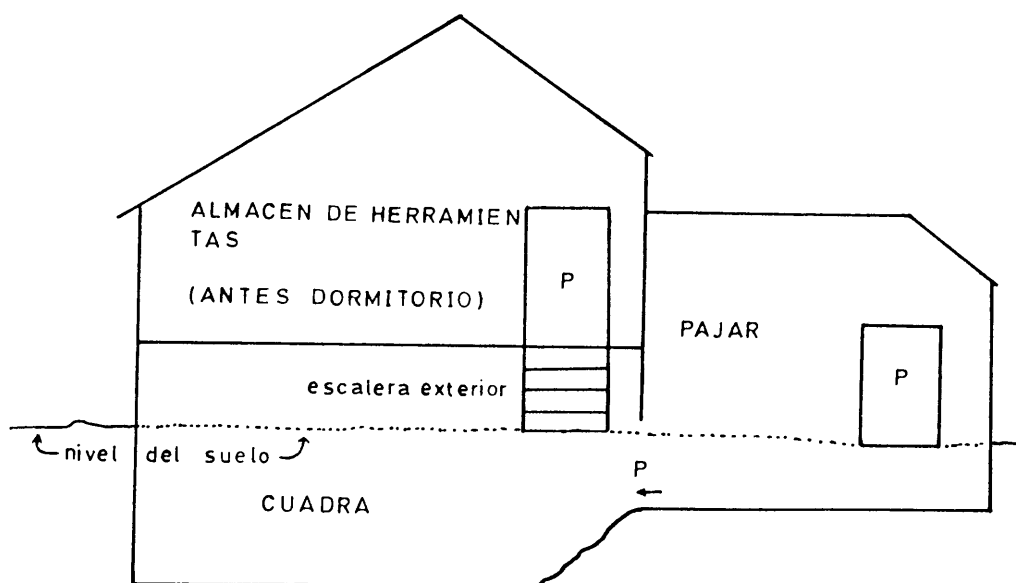 ALMACEN DE HERRAMIEN
TAS
(ANTES DORMITORIO)
P
PAJAR
P
escalera exterior
nivel del suelo
P
CUADRA